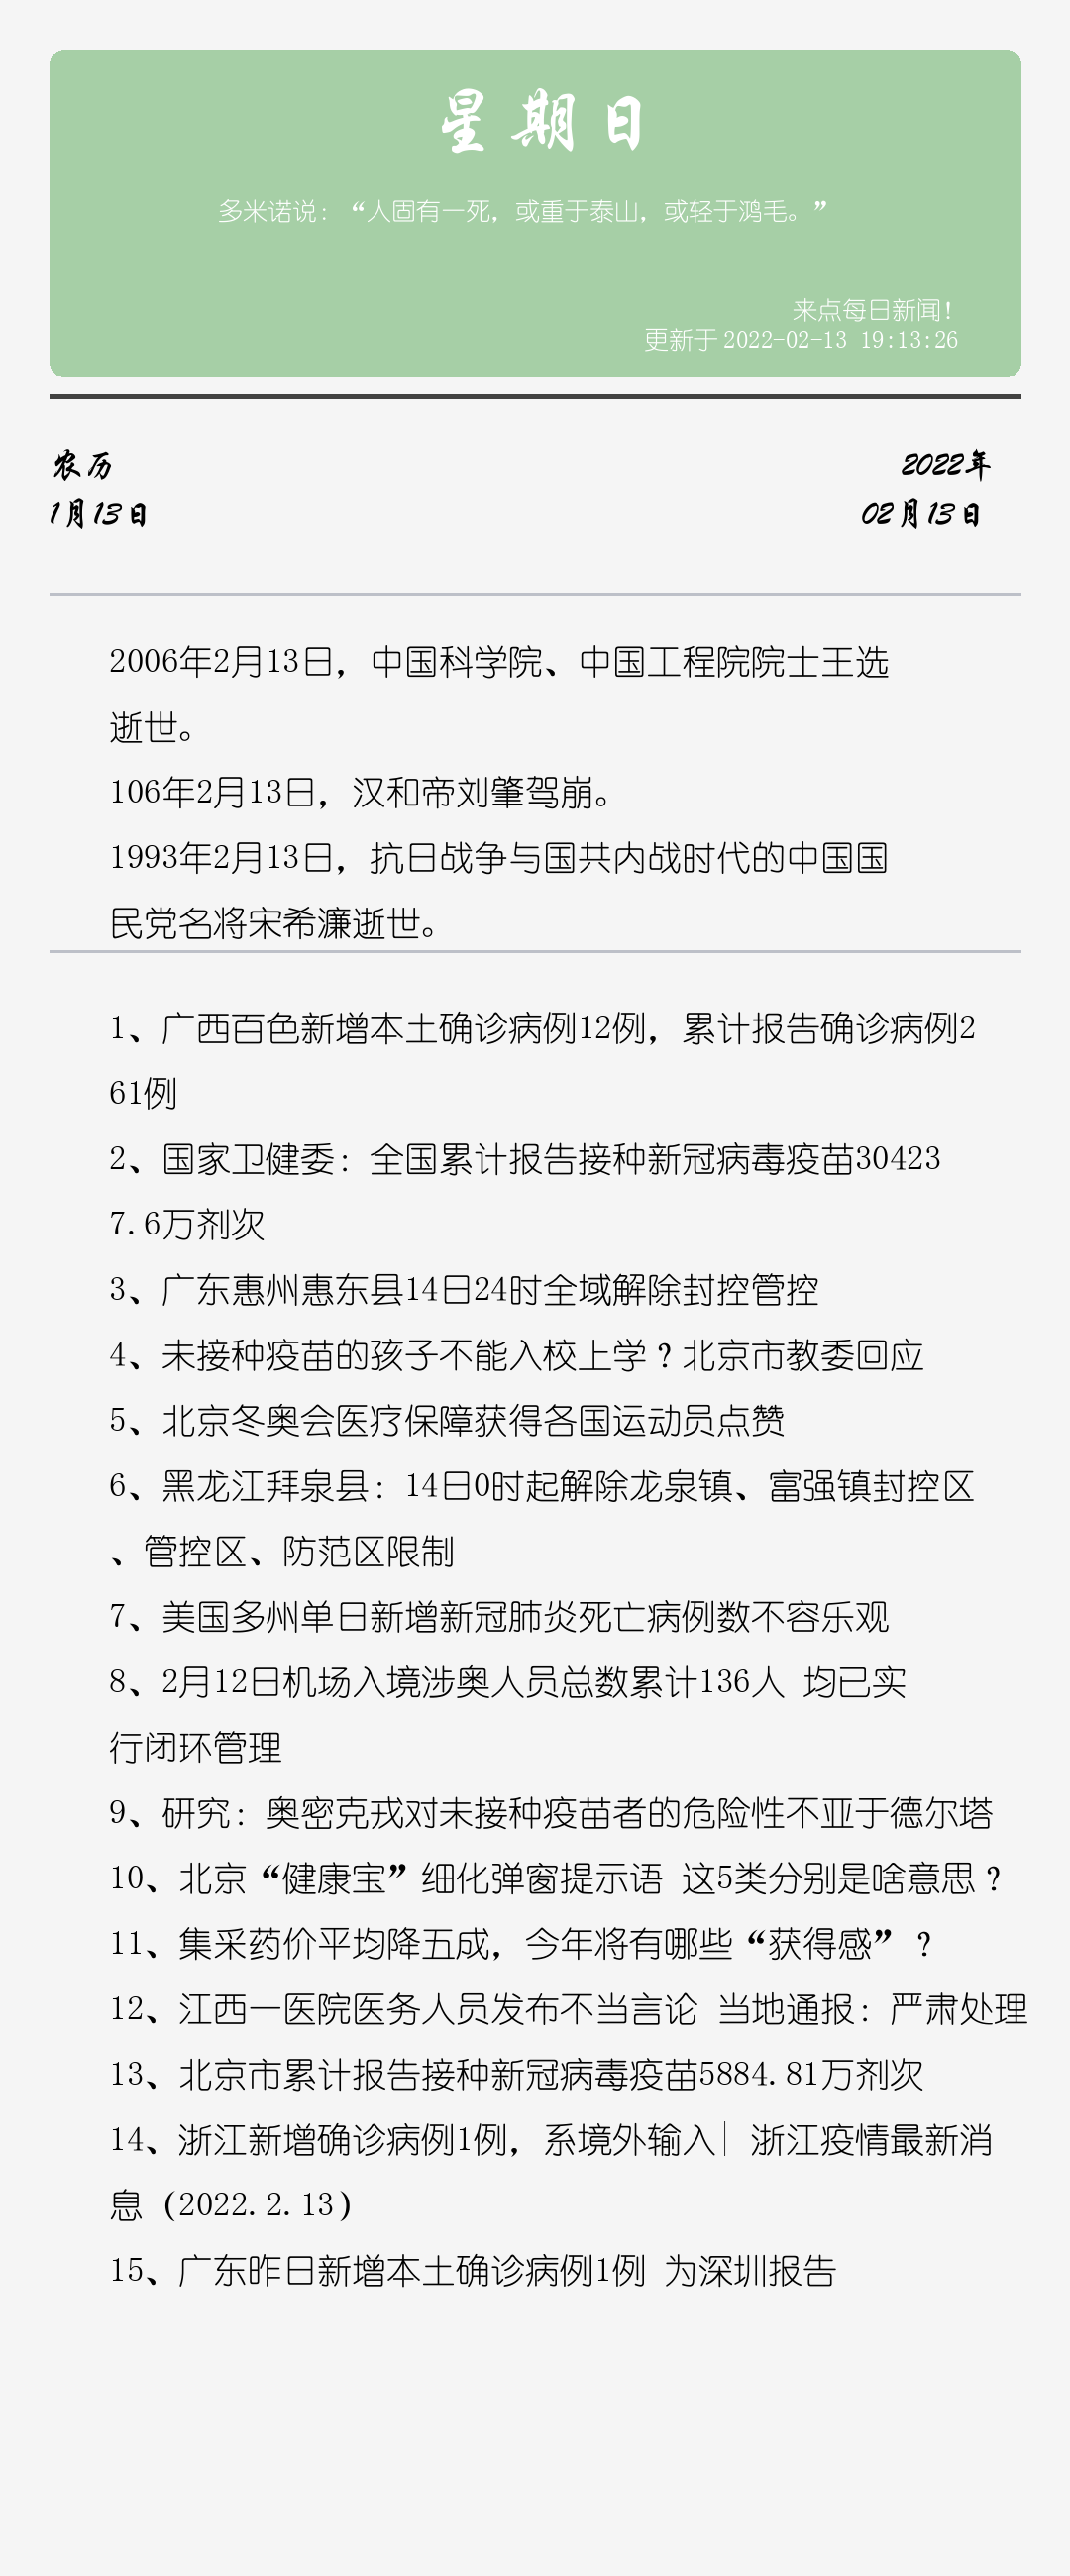 星期日
多米诺说：“人固有一死，或重于泰山，或轻于鸿毛。”
来点每日新闻！
更新于2022-02-13 19:13:26
农历
2022年
1月13日
02月13日
2006年2月13日，中国科学院、中国工程院院士王选
逝世。
106年2月13日，汉和帝刘肇驾崩。
1993年2月13日，抗日战争与国共内战时代的中国国
民党名将宋希濂逝世。
1、广西百色新增本土确诊病例12例，累计报告确诊病例2
61例
2、国家卫健委：全国累计报告接种新冠病毒疫苗30423
7.6万剂次
3、广东惠州惠东县14日24时全域解除封控管控
4、未接种疫苗的孩子不能入校上学？北京市教委回应
5、北京冬奥会医疗保障获得各国运动员点赞
6、黑龙江拜泉县：14日0时起解除龙泉镇、富强镇封控区
、管控区、防范区限制
7、美国多州单日新增新冠肺炎死亡病例数不容乐观
8、2月12日机场入境涉奥人员总数累计136人 均已实
行闭环管理
9、研究：奥密克戎对未接种疫苗者的危险性不亚于德尔塔
10、北京“健康宝”细化弹窗提示语 这5类分别是啥意思？
11、集采药价平均降五成，今年将有哪些“获得感”？
12、江西一医院医务人员发布不当言论 当地通报：严肃处理
13、北京市累计报告接种新冠病毒疫苗5884.81万剂次
14、浙江新增确诊病例1例，系境外输入| 浙江疫情最新消
息（2022.2.13）
15、广东昨日新增本土确诊病例1例 为深圳报告